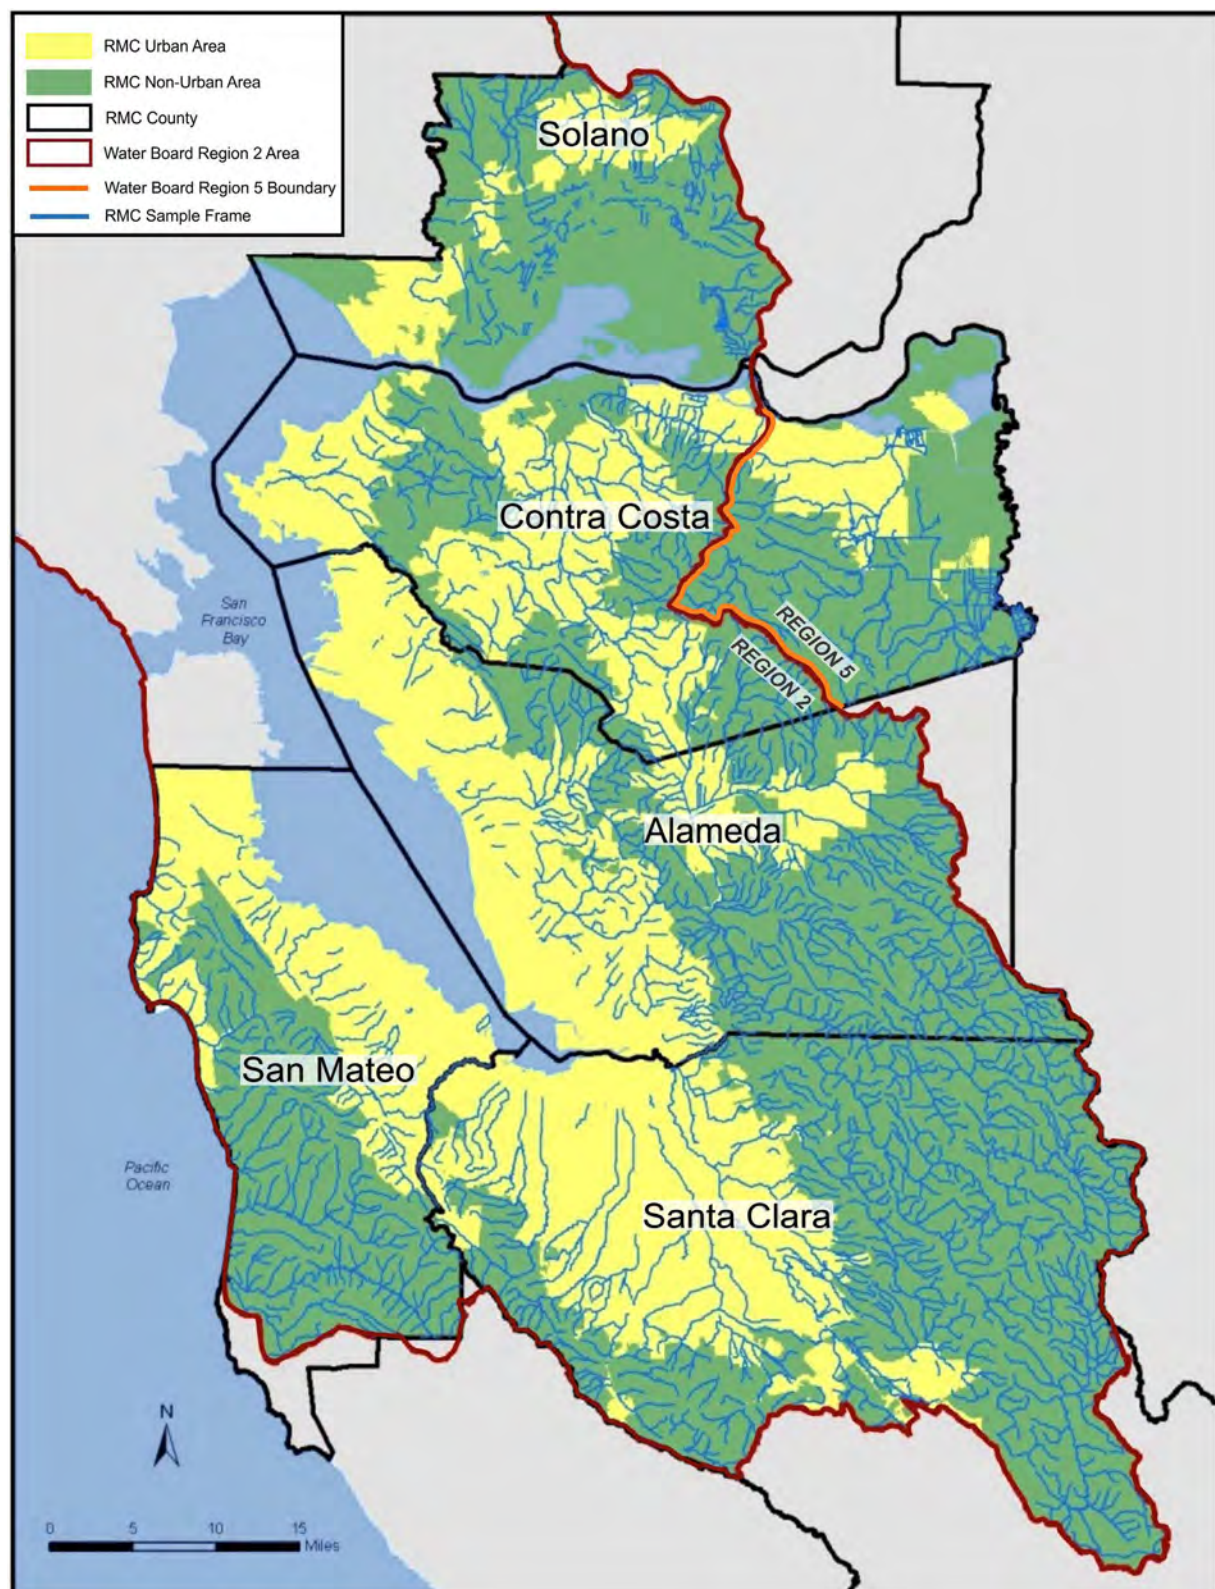 RMC Urban Area
RMC Non-Urban Area
RMC County
Water Board Region 2 Area
Water Board Region 5 Boundary
RMC Sample Frame
Solano
Contra Costa
San
Francisco
Bay
REGION 5
REGION 2
Alameda
San Mateo
Pacific
Ocean
Santa Clara
N
0 5 10 15
Miles